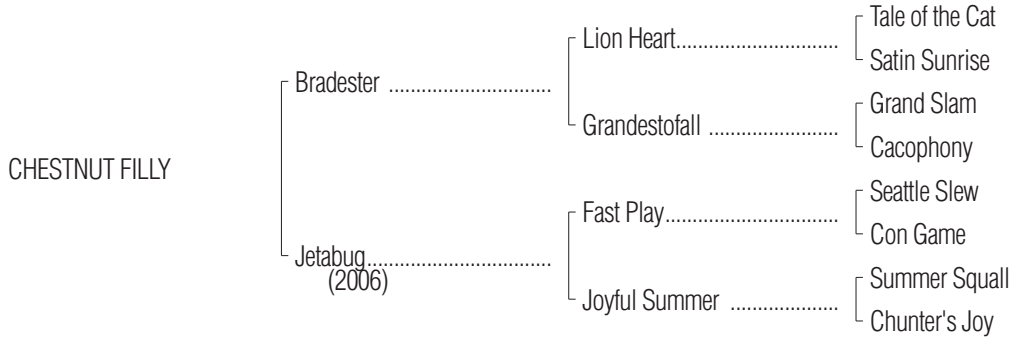 Tale of the Cat
Lion Heart..............................
Satin Sunrise
Bradester ..............................
Grand Slam
Grandestofall ........................
Cacophony
CHESTNUT FILLY
Seattle Slew
Fast Play................................
Con Game
Jetabug..................................
(2006)
Summer Squall
Joyful Summer ....................
Chunter's Joy